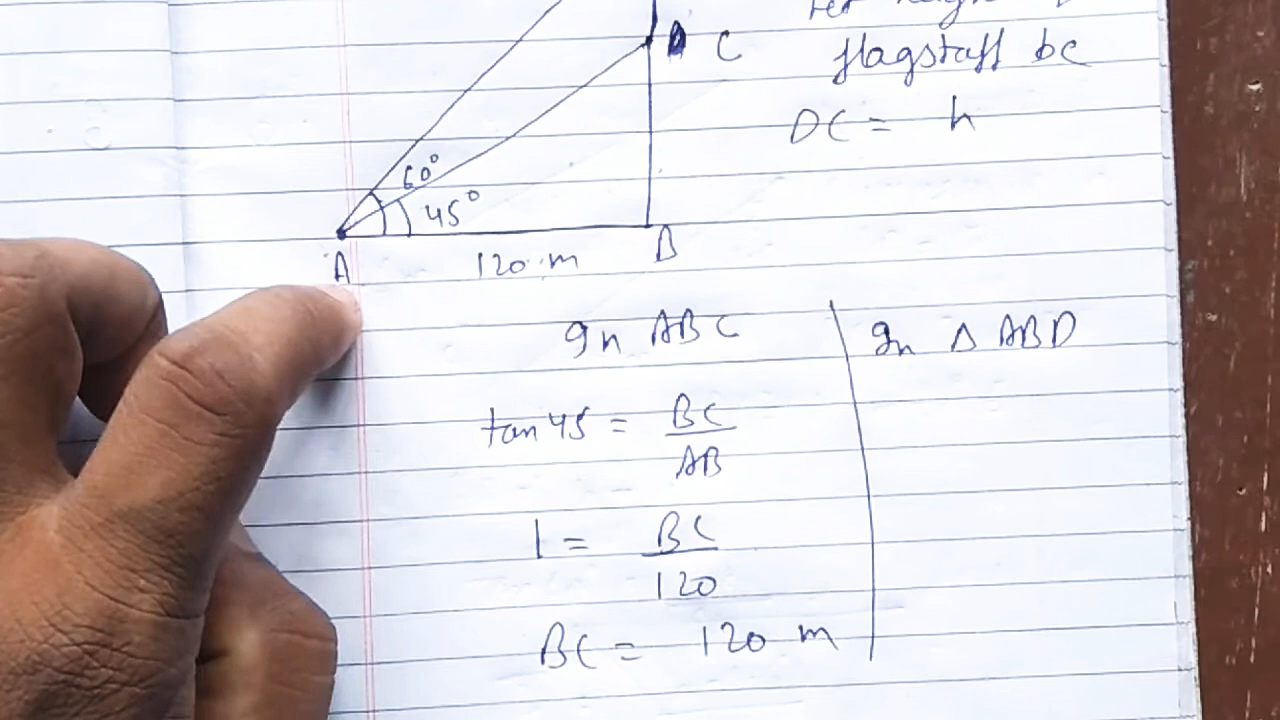 C
flagstaff be
DC = h
60°
45°
A
120 m
B
In ABC
tan 45 = BC / AB
1 = BC / 120
BC = 120 m
In Δ ABD